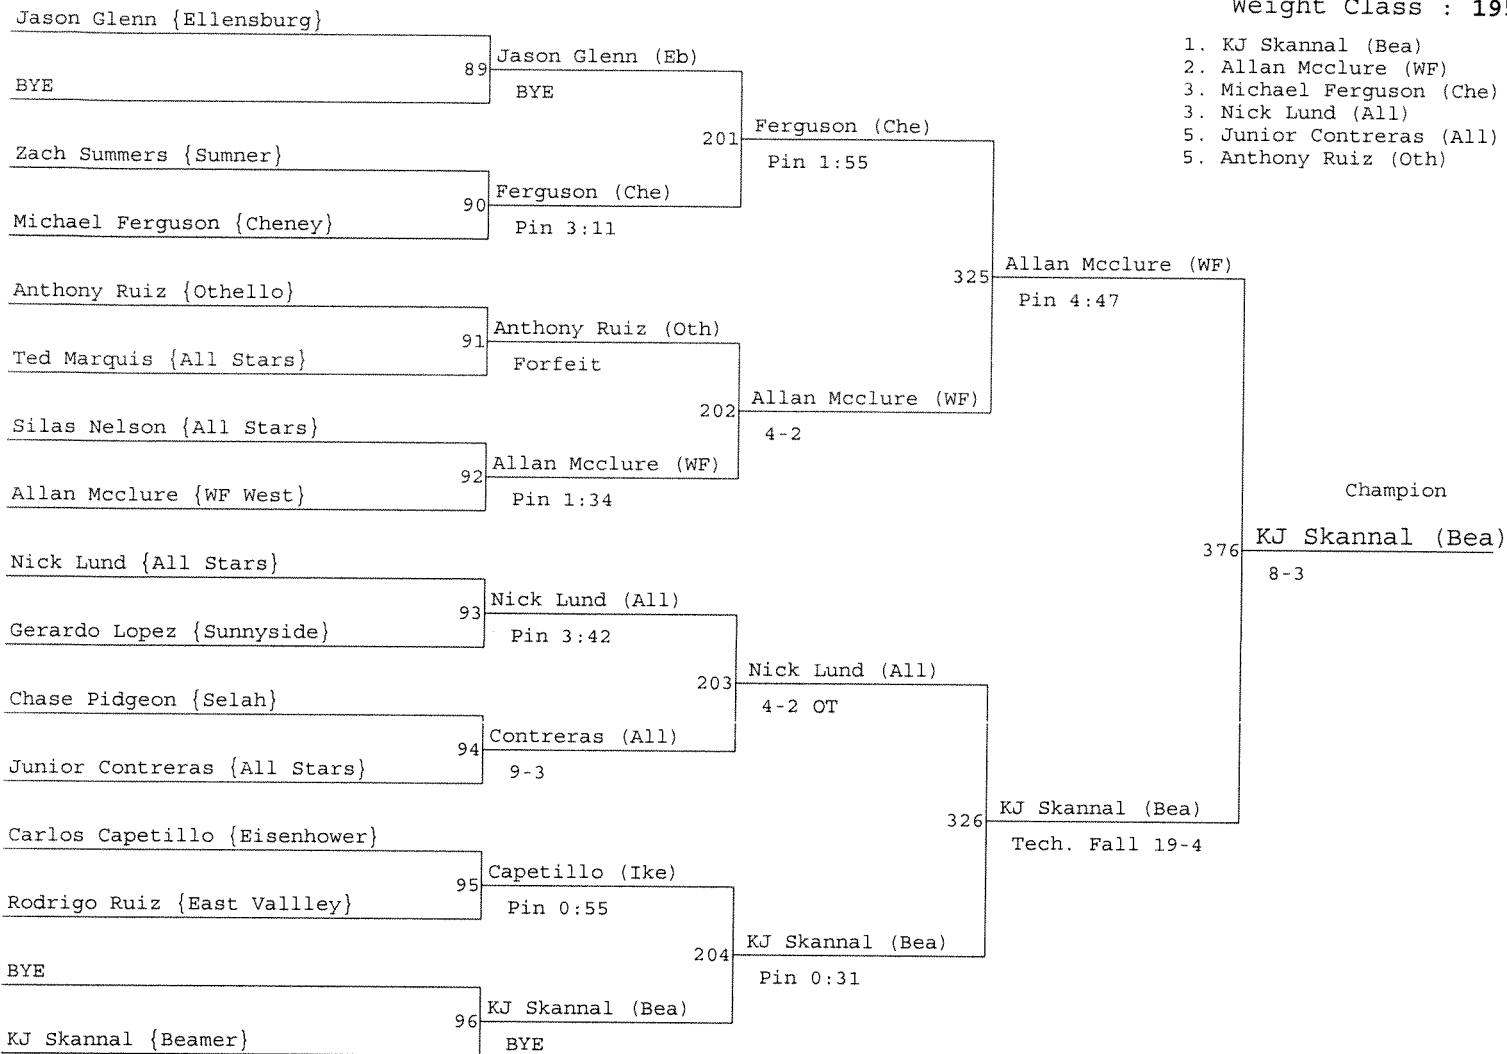 Weight Class : 195
1. KJ Skannal (Bea)
2. Allan Mcclure (WF)
3. Michael Ferguson (Che)
3. Nick Lund (All)
5. Junior Contreras (All)
5. Anthony Ruiz (Oth)
Jason Glenn {Ellensburg}
89
Jason Glenn (Eb)
BYE
BYE
201
Ferguson (Che)
Pin 1:55
Zach Summers {Sumner}
90
Ferguson (Che)
Pin 3:11
Michael Ferguson {Cheney}
325
Allan Mcclure (WF)
Pin 4:47
Anthony Ruiz {Othello}
91
Anthony Ruiz (Oth)
Forfeit
Ted Marquis {All Stars}
202
Allan Mcclure (WF)
4-2
Silas Nelson {All Stars}
92
Allan Mcclure (WF)
Pin 1:34
Allan Mcclure {WF West}
Champion
376
KJ Skannal (Bea)
8-3
Nick Lund {All Stars}
93
Nick Lund (All)
Pin 3:42
Gerardo Lopez {Sunnyside}
203
Nick Lund (All)
4-2 OT
Chase Pidgeon {Selah}
94
Contreras (All)
9-3
Junior Contreras {All Stars}
326
KJ Skannal (Bea)
Tech. Fall 19-4
Carlos Capetillo {Eisenhower}
95
Capetillo (Ike)
Pin 0:55
Rodrigo Ruiz {East Vallley}
204
KJ Skannal (Bea)
Pin 0:31
BYE
96
KJ Skannal (Bea)
BYE
KJ Skannal {Beamer}